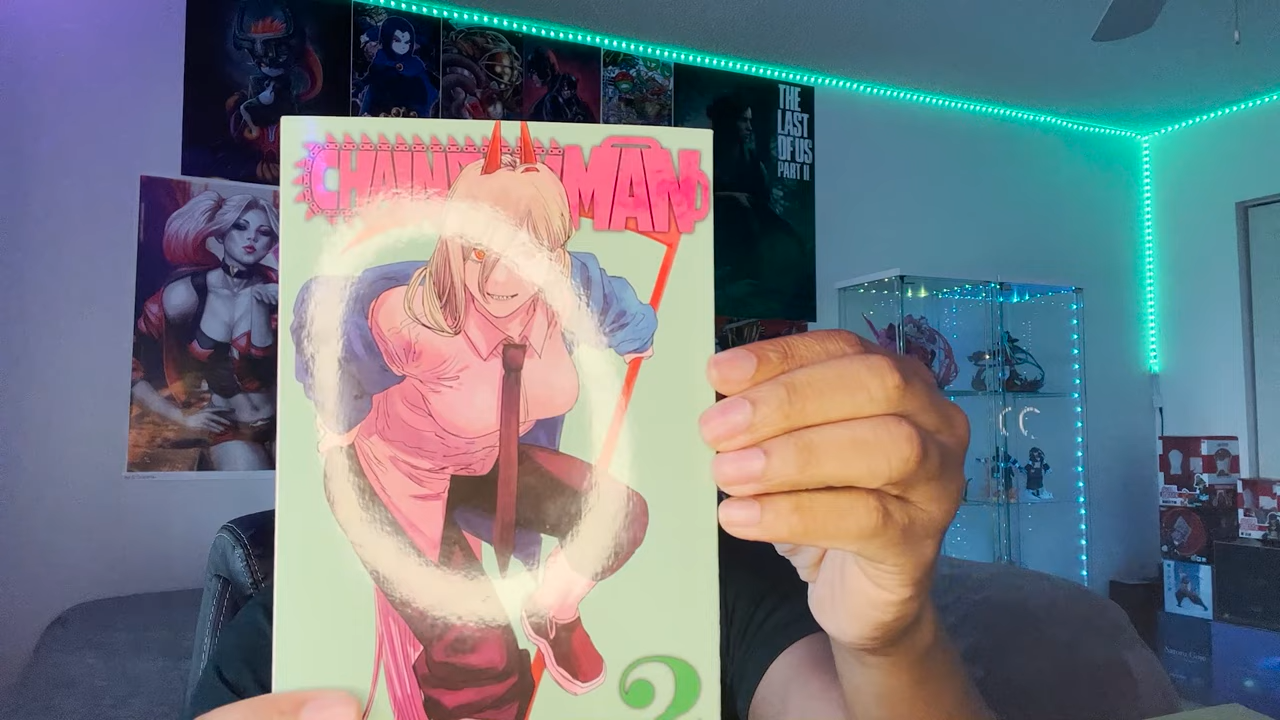 CHAINSAW MAN
THE
LAST
OF US
PART II
2